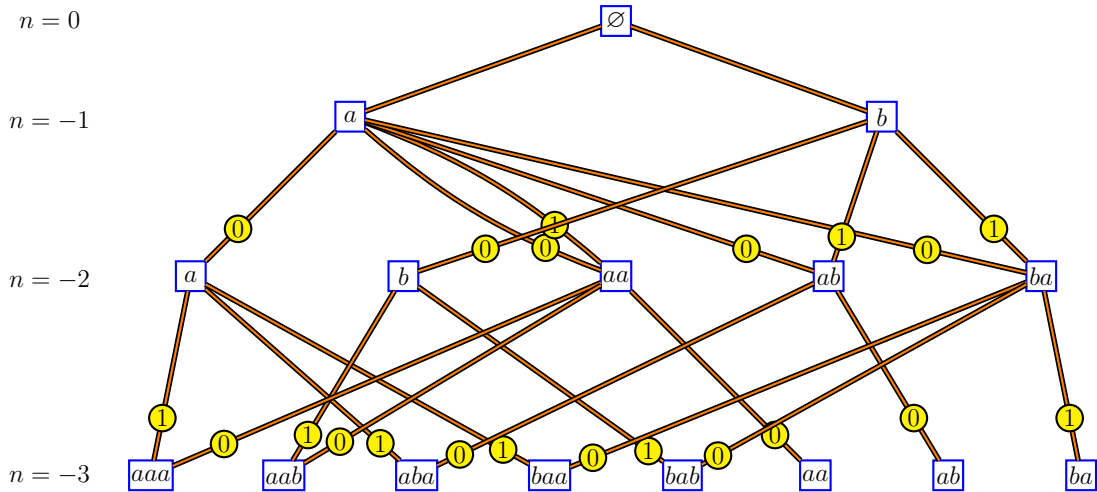 n = 0 ∅
n = −1 a b
0 1 0 0 0 1 0 1
n = −2 a b aa ab ba
1 0 1 0 1 0 1 0 1 0 0 0 1
n = −3 aaa aab aba baa bab aa ab ba